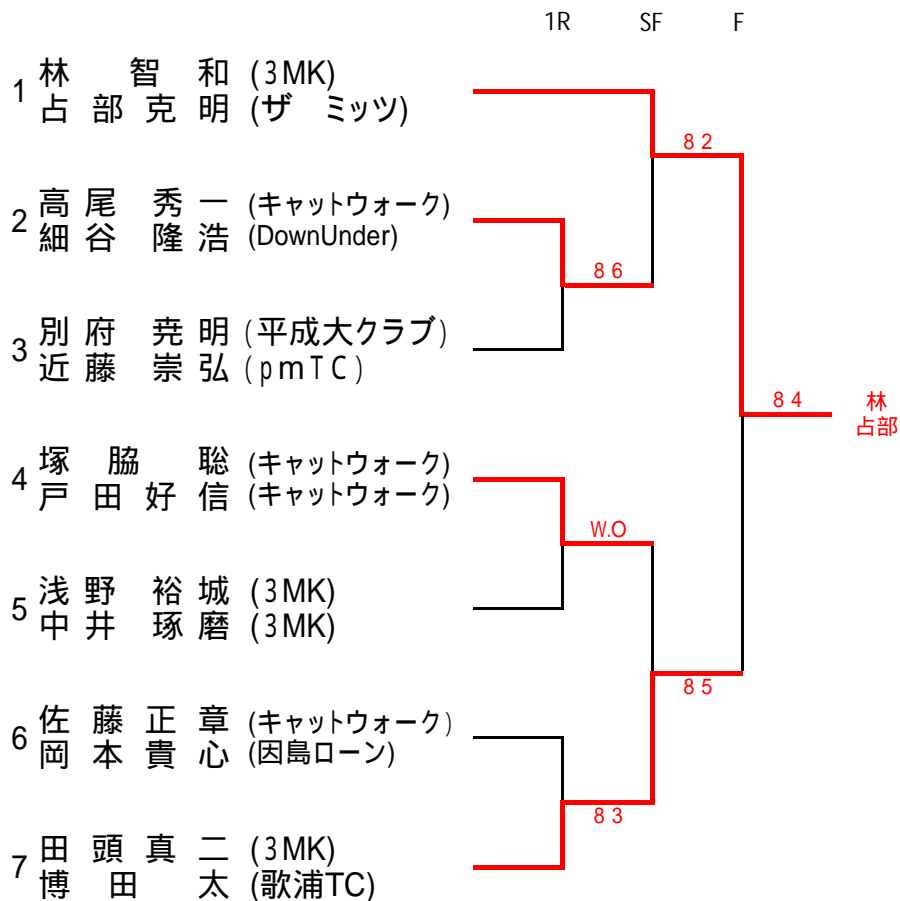 1R SF F
1 林 智 和 (3MK)
占 部 克 明 (ザ ミッツ)
8 2
2 高 尾 秀 一 (キャットウォーク)
細 谷 隆 浩 (DownUnder)
8 6
3 別 府 尭 明 (平成大クラブ)
近 藤 崇 弘 (pmTC)
8 4
林
占部
4 塚 脇 聡 (キャットウォーク)
戸 田 好 信 (キャットウォーク)
W.O
5 浅 野 裕 城 (3MK)
中 井 琢 磨 (3MK)
8 5
6 佐 藤 正 章 (キャットウォーク)
岡 本 貴 心 (因島ローン)
8 3
7 田 頭 真 二 (3MK)
博 田 太 (歌浦TC)